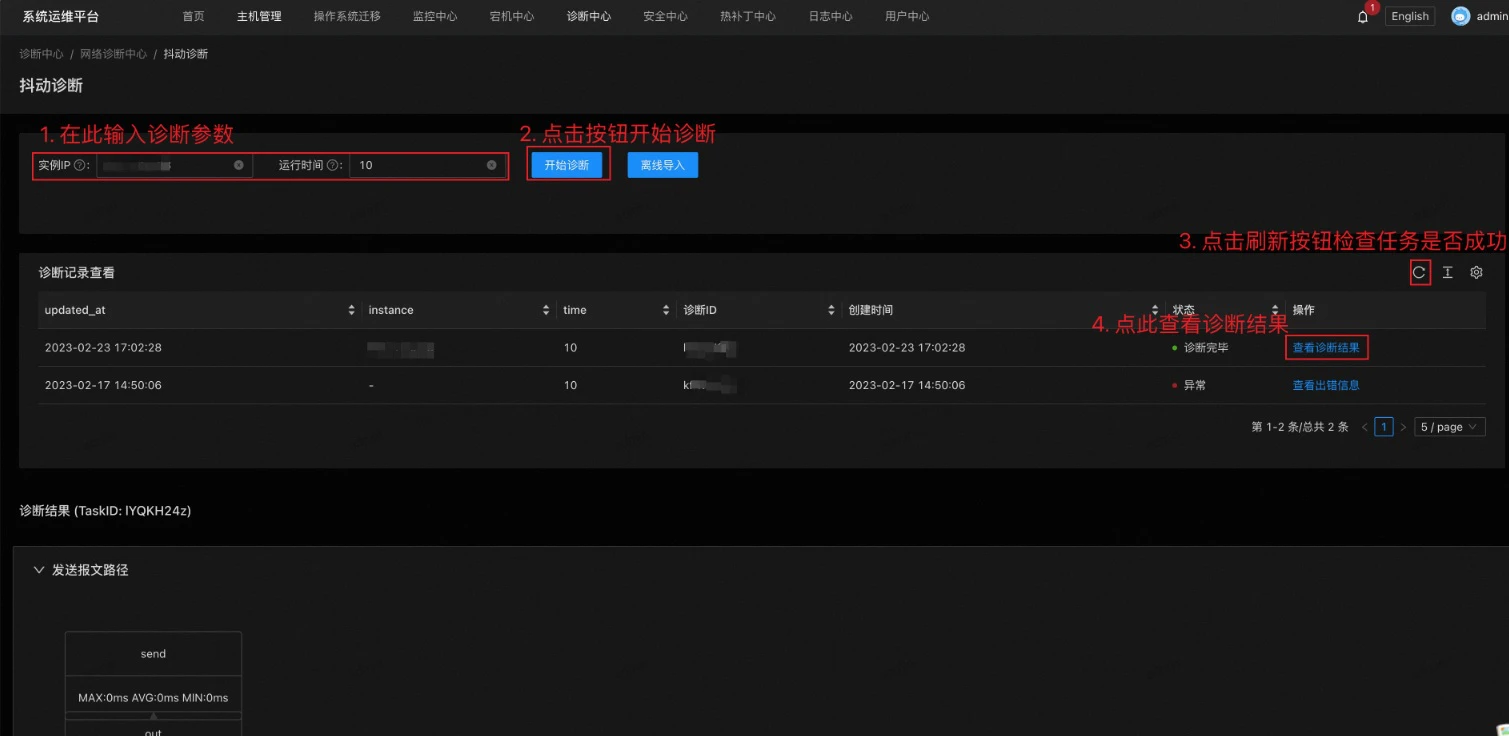 系统运维平台 首页 主机管理 操作系统迁移 监控中心 宕机中心 诊断中心 安全中心 热补丁中心 日志中心 用户中心 1 English admin
诊断中心 / 网络诊断中心 / 抖动诊断
抖动诊断
1. 在此输入诊断参数 2. 点击按钮开始诊断
实例IP : 运行时间 : 10 开始诊断 离线导入
3. 点击刷新按钮检查任务是否成功
诊断记录查看
updated_at instance time 诊断ID 创建时间 状态 操作
4. 点此查看诊断结果
2023-02-23 17:02:28 10 2023-02-23 17:02:28 诊断完毕 查看诊断结果
2023-02-17 14:50:06 - 10 2023-02-17 14:50:06 异常 查看出错信息
第 1-2 条/总共 2 条 < 1 > 5 / page
诊断结果 (TaskID: lYQKH24z)
发送报文路径
send
MAX:0ms AVG:0ms MIN:0ms
out